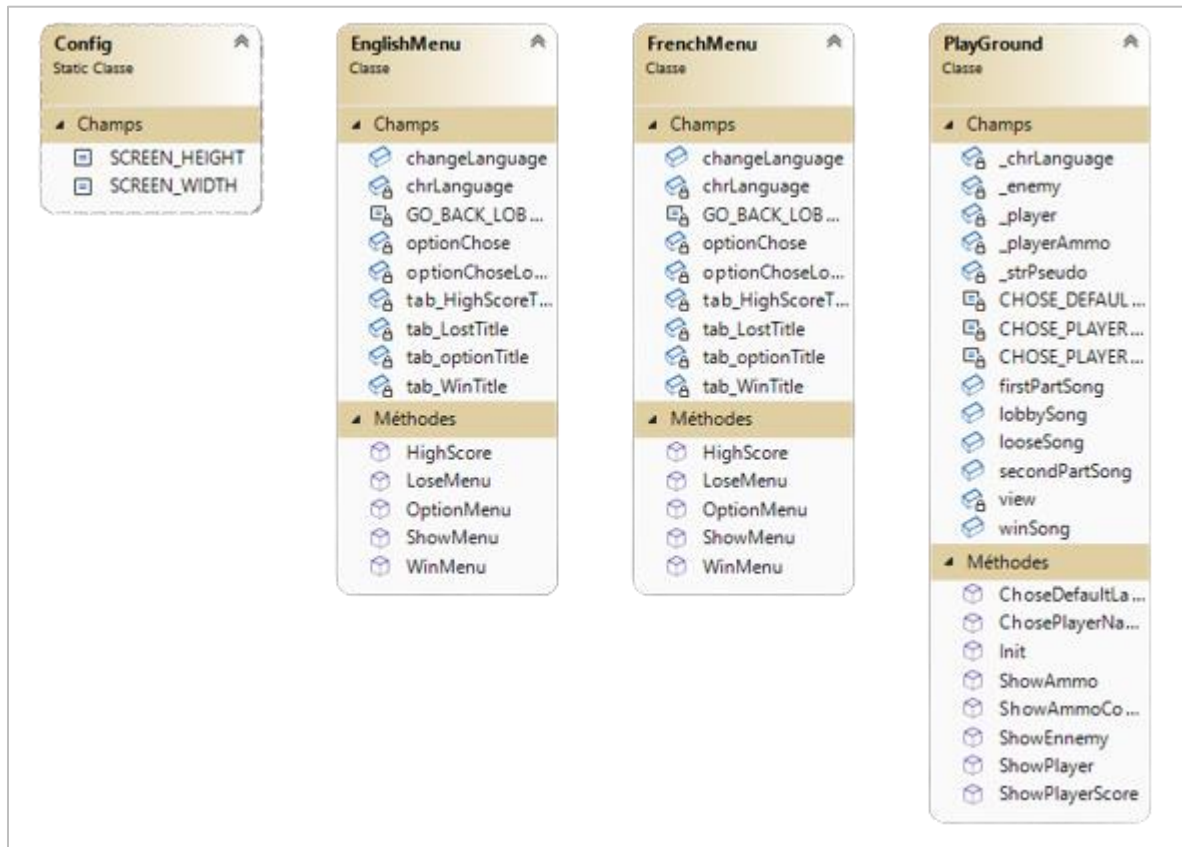 Config
Static Classe
Champs
SCREEN_HEIGHT
SCREEN_WIDTH
EnglishMenu
Classe
Champs
changeLanguage
chrLanguage
GO_BACK_LOB...
optionChose
optionChoseLo...
tab_HighScoreT...
tab_LostTitle
tab_optionTitle
tab_WinTitle
Méthodes
HighScore
LoseMenu
OptionMenu
ShowMenu
WinMenu
FrenchMenu
Classe
Champs
changeLanguage
chrLanguage
GO_BACK_LOB...
optionChose
optionChoseLo...
tab_HighScoreT...
tab_LostTitle
tab_optionTitle
tab_WinTitle
Méthodes
HighScore
LoseMenu
OptionMenu
ShowMenu
WinMenu
PlayGround
Classe
Champs
_chrLanguage
_enemy
_player
_playerAmmo
_strPseudo
CHOSE_DEFAUL...
CHOSE_PLAYER...
CHOSE_PLAYER...
firstPartSong
lobbySong
looseSong
secondPartSong
view
winSong
Méthodes
ChoseDefaultLa...
ChosePlayerNa...
Init
ShowAmmo
ShowAmmoCo...
ShowEnnemy
ShowPlayer
ShowPlayerScore